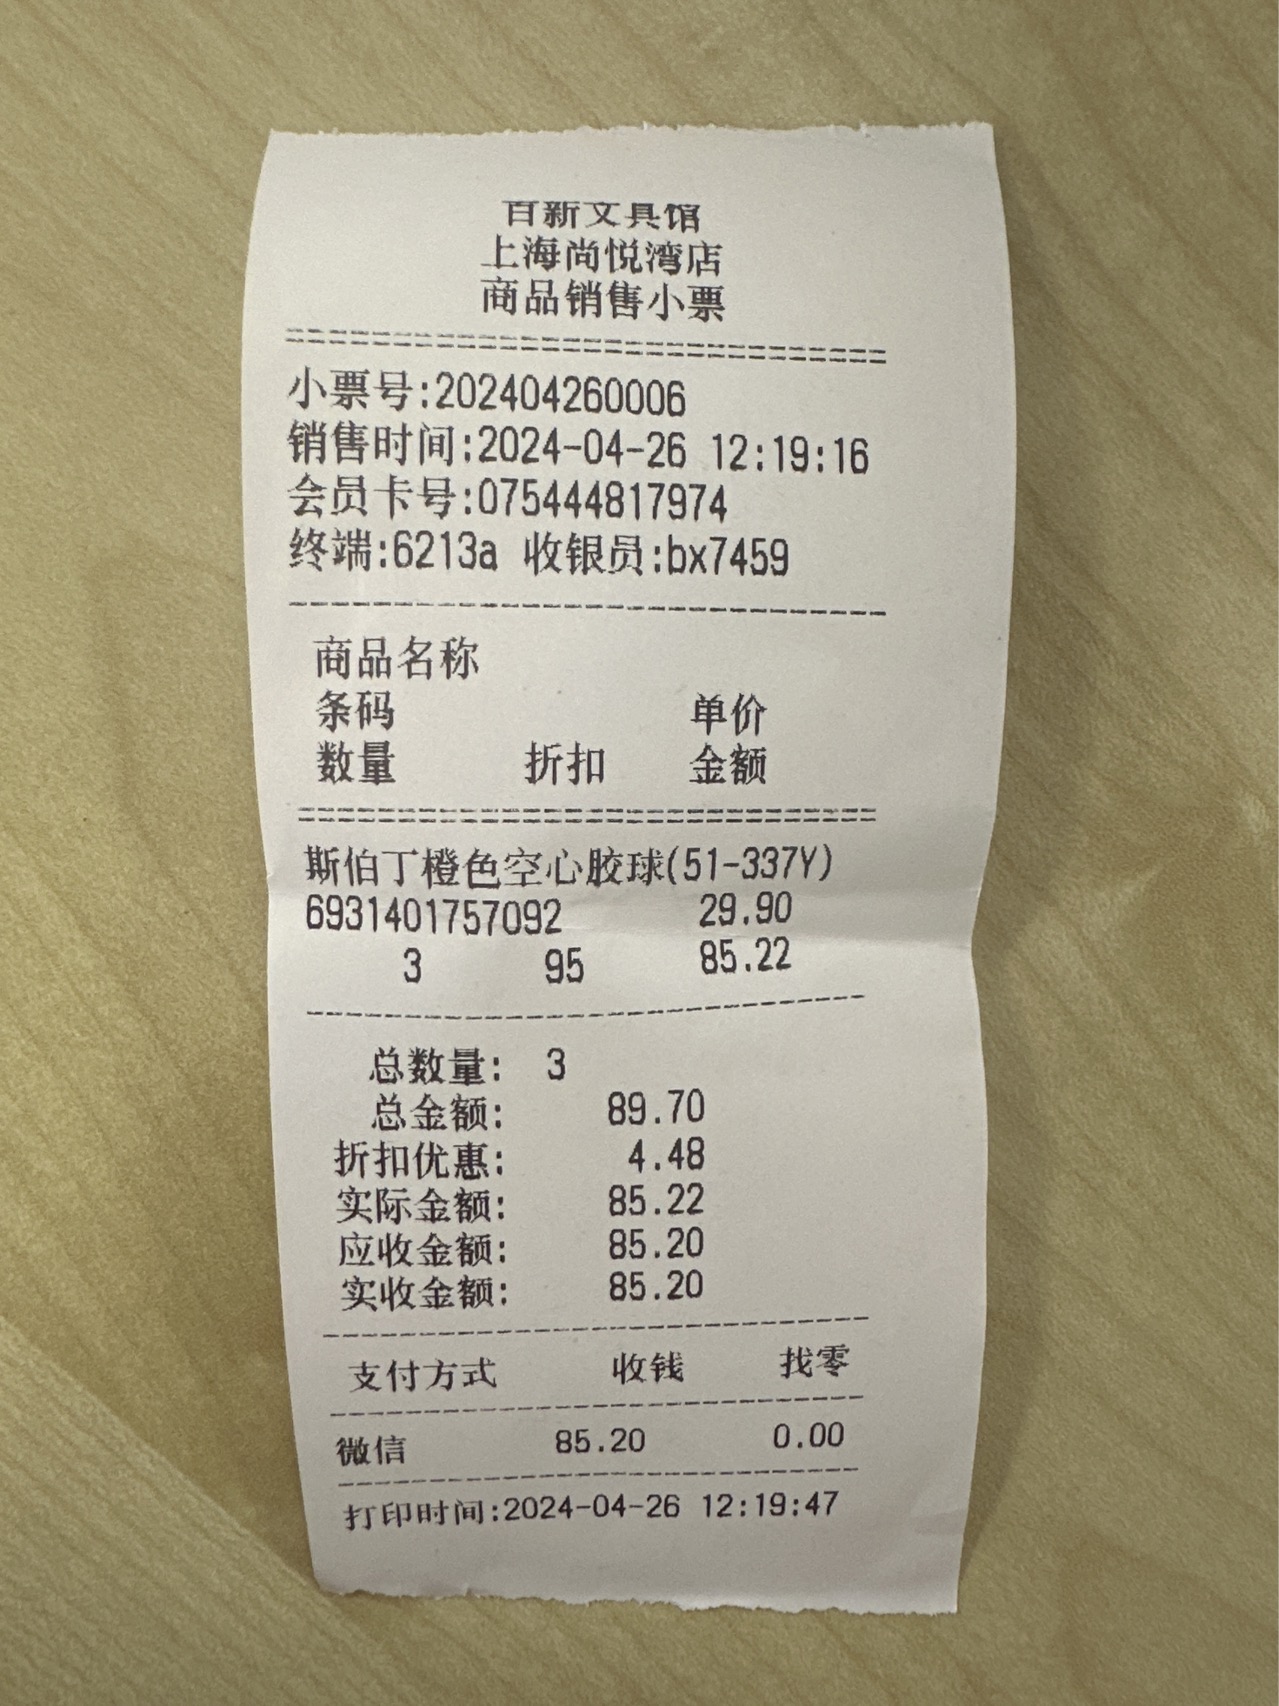 百新文具馆
上海尚悦湾店
商品销售小票
小票号:202404260006
销售时间:2024-04-26 12:19:16
会员卡号:075444817974
终端:6213a 收银员:bx7459
商品名称
条码 单价
数量 折扣 金额
斯伯丁橙色空心胶球(51-337Y)
6931401757092 29.90
3 95 85.22
总数量: 3
总金额: 89.70
折扣优惠: 4.48
实际金额: 85.22
应收金额: 85.20
实收金额: 85.20
支付方式 收钱 找零
微信 85.20 0.00
打印时间:2024-04-26 12:19:47